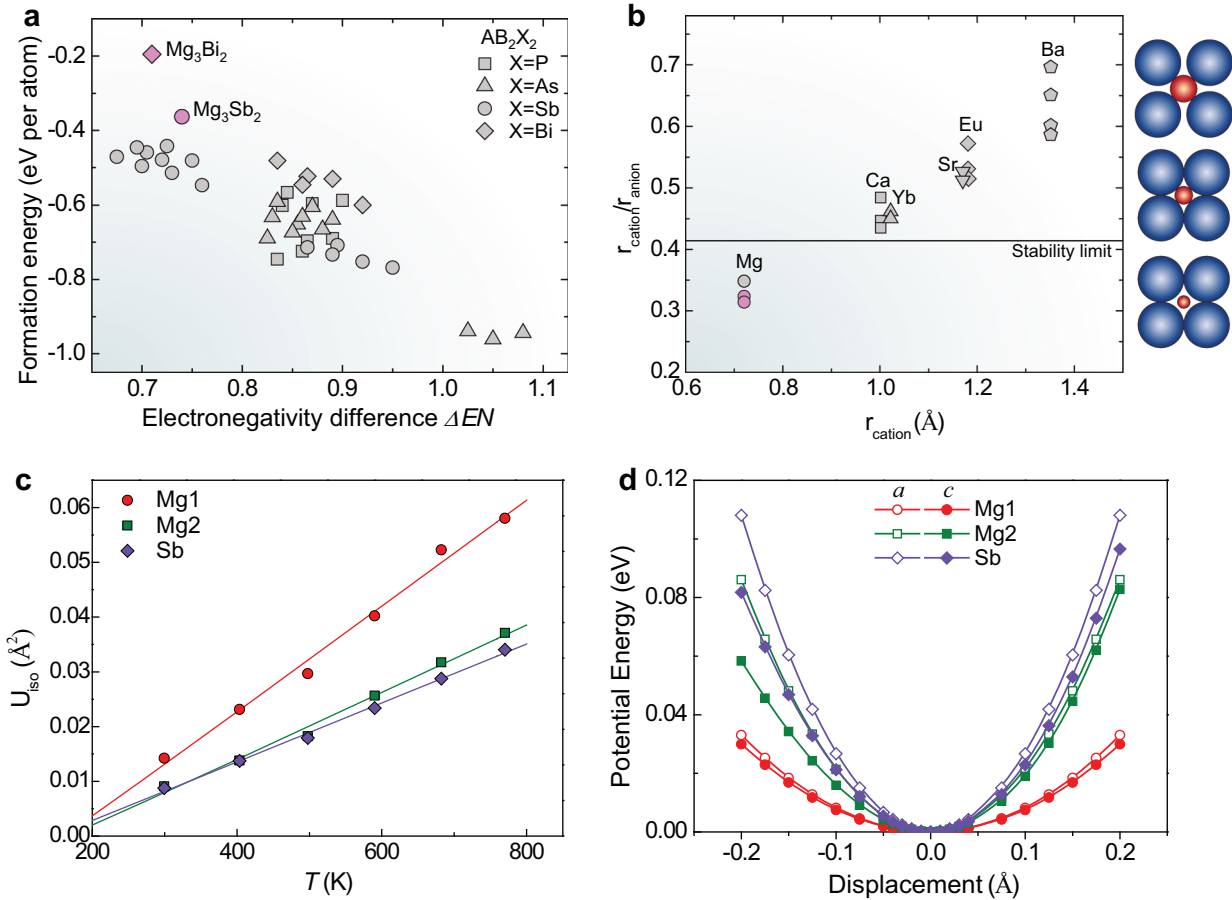 a
Formation energy (eV per atom)
-0.2
-0.4
-0.6
-0.8
-1.0
Mg3Bi2
Mg3Sb2
AB2X2
X=P
X=As
X=Sb
X=Bi
0.7 0.8 0.9 1.0 1.1
Electronegativity difference ΔEN
b
rcation/ranion
0.7
0.6
0.5
0.4
0.3
0.2
Ba
Eu
Sr
Ca
Yb
Stability limit
Mg
0.6 0.8 1.0 1.2 1.4
rcation (Å)
c
Uiso (Å2)
0.06
0.05
0.04
0.03
0.02
0.01
0.00
Mg1
Mg2
Sb
200 400 600 800
T (K)
d
Potential Energy (eV)
0.12
0.08
0.04
0.00
a c
Mg1
Mg2
Sb
-0.2 -0.1 0.0 0.1 0.2
Displacement (Å)